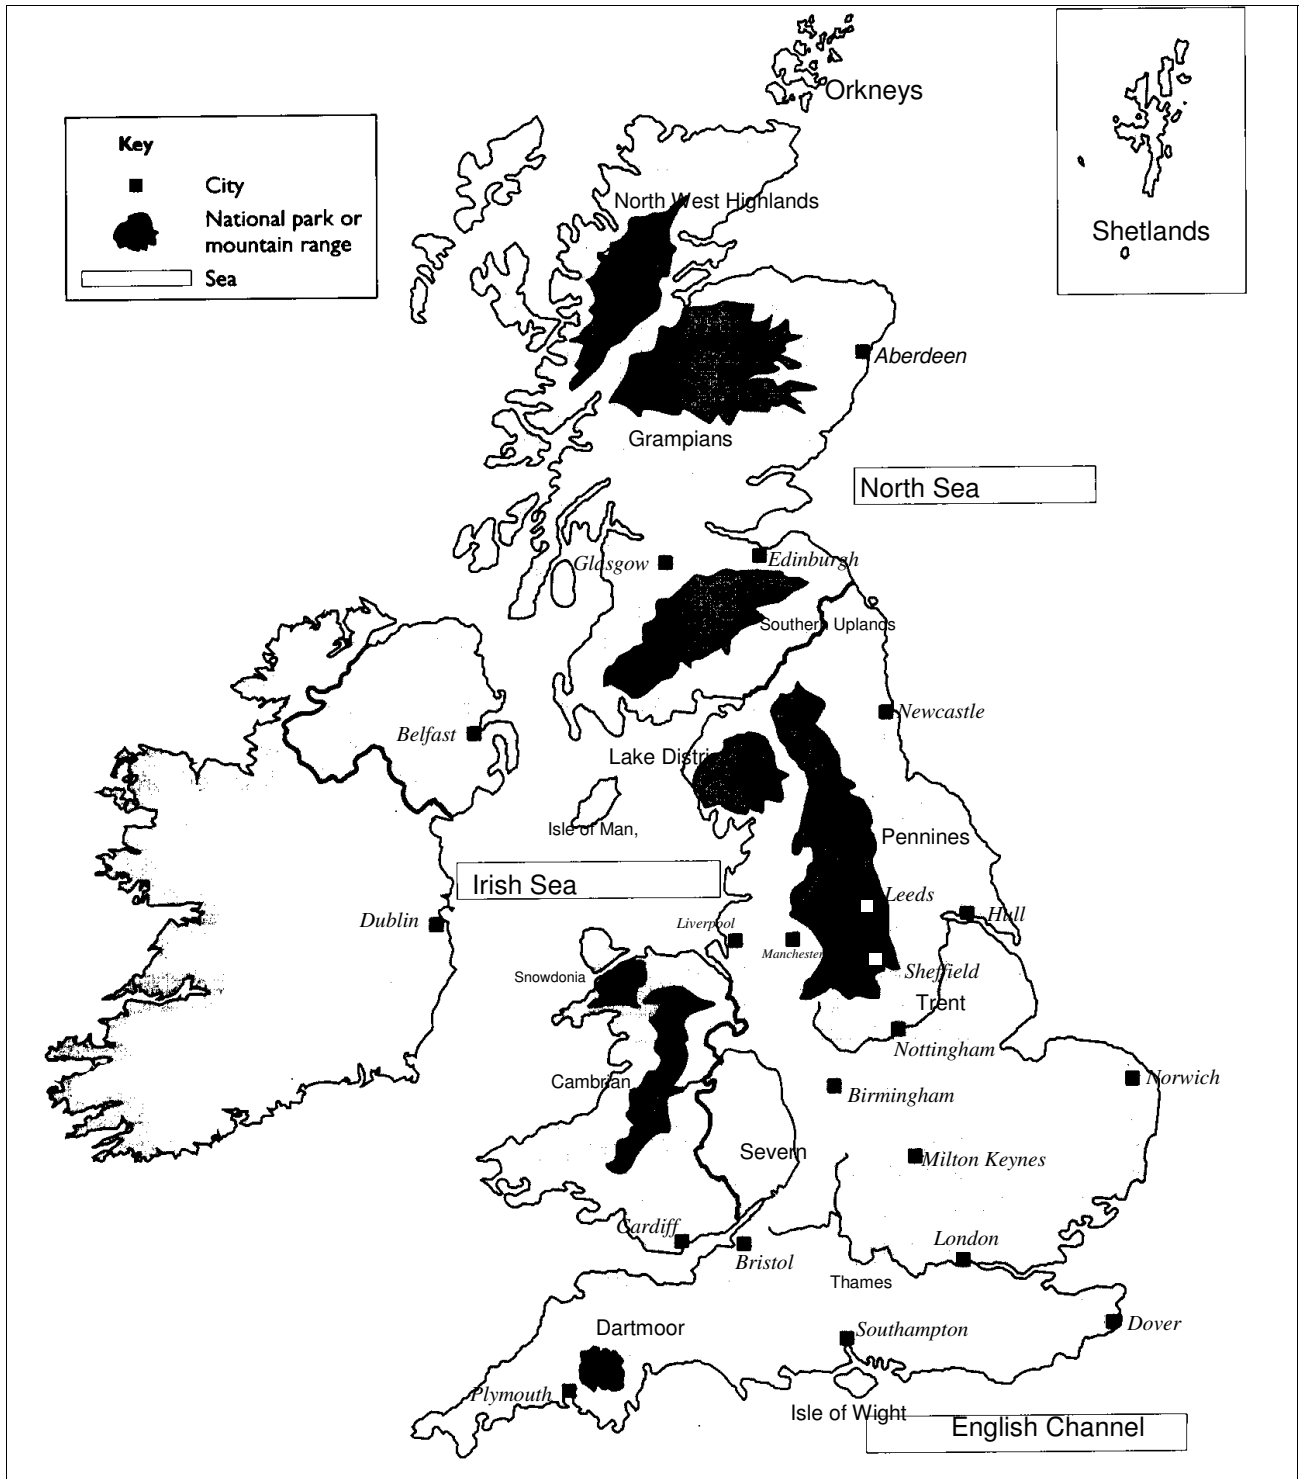 Orkneys
Key
City
National park or
mountain range
Sea
North West Highlands
Shetlands
Aberdeen
Grampians
North Sea
Glasgow
Edinburgh
Southern Uplands
Newcastle
Belfast
Lake Distri
Isle of Man,
Pennines
Irish Sea
Leeds
Dublin
Liverpool
Hull
Manchester
Snowdonia
Sheffield
Trent
Nottingham
Cambrian
Birmingham
Norwich
Severn
Milton Keynes
Cardiff
Bristol
London
Thames
Dartmoor
Southampton
Dover
Plymouth
Isle of Wight
English Channel